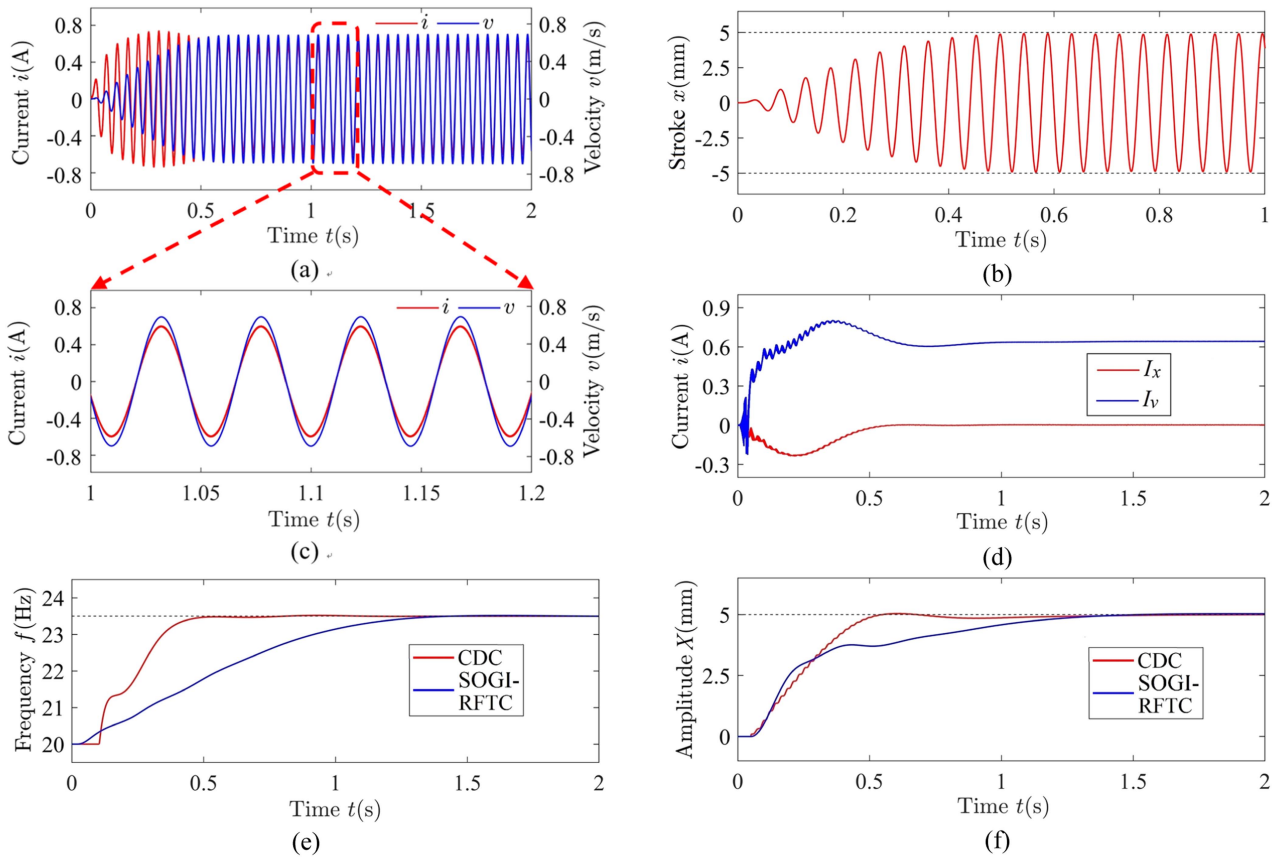 i v
0.8
0.4
0
-0.4
-0.8
Current i(A)
0.8
0.4
0
-0.4
-0.8
Velocity v(m/s)
0 0.5 1 1.5 2
Time t(s)
(a)
5
2.5
0
-2.5
-5
Stroke x(mm)
0 0.2 0.4 0.6 0.8 1
Time t(s)
(b)
i v
0.8
0.4
0
-0.4
-0.8
Current i(A)
0.8
0.4
0
-0.4
-0.8
Velocity v(m/s)
1 1.05 1.1 1.15 1.2
Time t(s)
(c)
0.9
0.6
0.3
0
-0.3
Current i(A)
Ix
Iv
0 0.5 1 1.5 2
Time t(s)
(d)
24
23
22
21
20
Frequency f(Hz)
CDC
SOGI-
RFTC
0 0.5 1 1.5 2
Time t(s)
(e)
5
2.5
0
Amplitude X(mm)
CDC
SOGI-
RFTC
0 0.5 1 1.5 2
Time t(s)
(f)